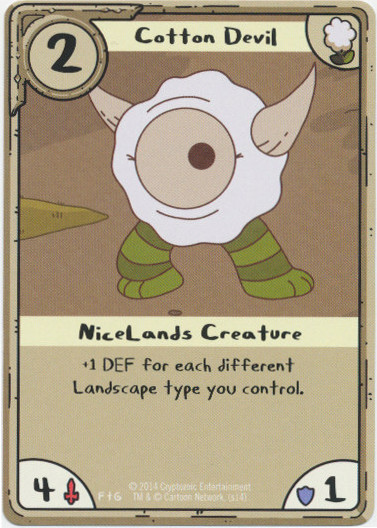 2
Cotton Devil
NiceLands Creature
+1 DEF for each different
Landscape type you control.
4
FtG
© 2014 Cryptozoic Entertainment
TM & © Cartoon Network. (s14)
1